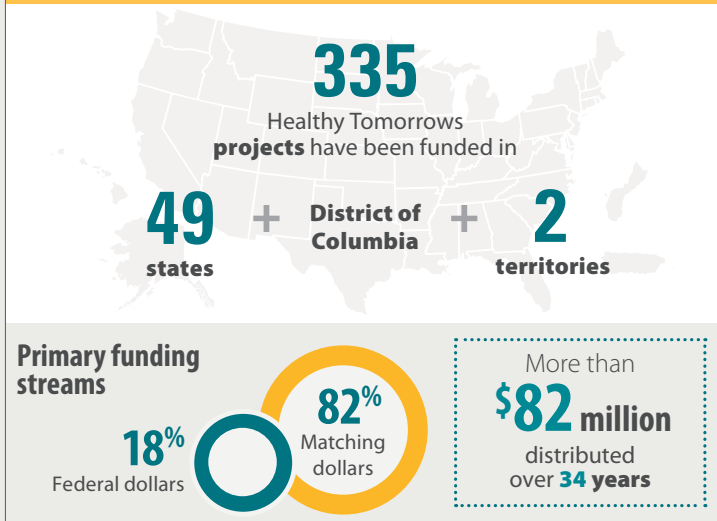 335
Healthy Tomorrows
projects have been funded in
49
states
+
District of
Columbia
+
2
territories
Primary funding
streams
18%
Federal dollars
82%
Matching
dollars
More than
$82 million
distributed
over 34 years